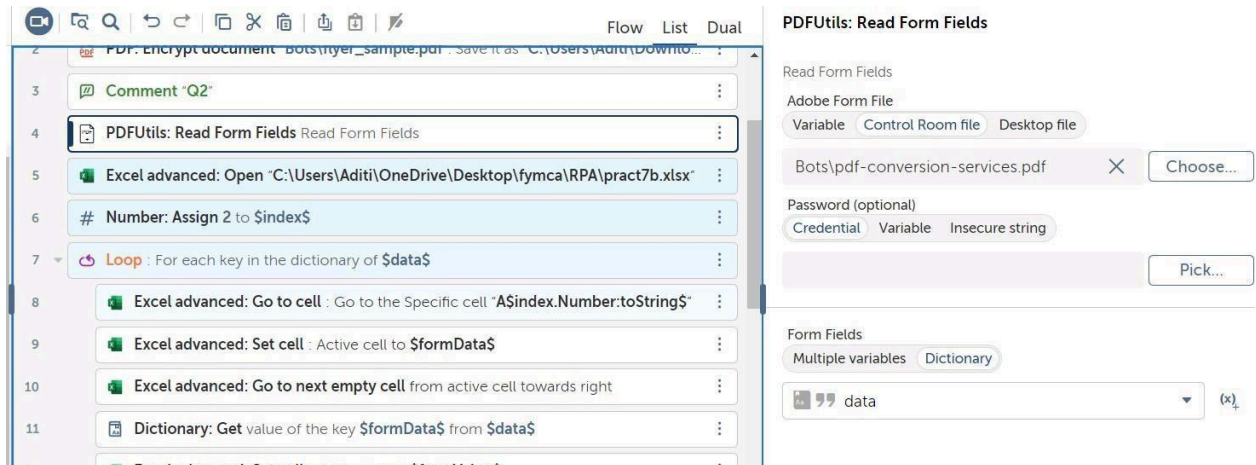 Flow List Dual
2 PDF: Encrypt document "Bots\flyer_sample.pdf". Save it as "C:\Users\Aditi\Downlo...
3 Comment "Q2"
4 PDFUtils: Read Form Fields Read Form Fields
5 Excel advanced: Open "C:\Users\Aditi\OneDrive\Desktop\fymca\RPA\pract7b.xlsx"
6 # Number: Assign 2 to $index$
7 Loop : For each key in the dictionary of $data$
8 Excel advanced: Go to cell : Go to the Specific cell "A$index.Number:toString$"
9 Excel advanced: Set cell : Active cell to $formData$
10 Excel advanced: Go to next empty cell from active cell towards right
11 Dictionary: Get value of the key $formData$ from $data$
PDFUtils: Read Form Fields
Read Form Fields
Adobe Form File
Variable Control Room file Desktop file
Bots\pdf-conversion-services.pdf Choose...
Password (optional)
Credential Variable Insecure string
Pick...
Form Fields
Multiple variables Dictionary
data (x)+